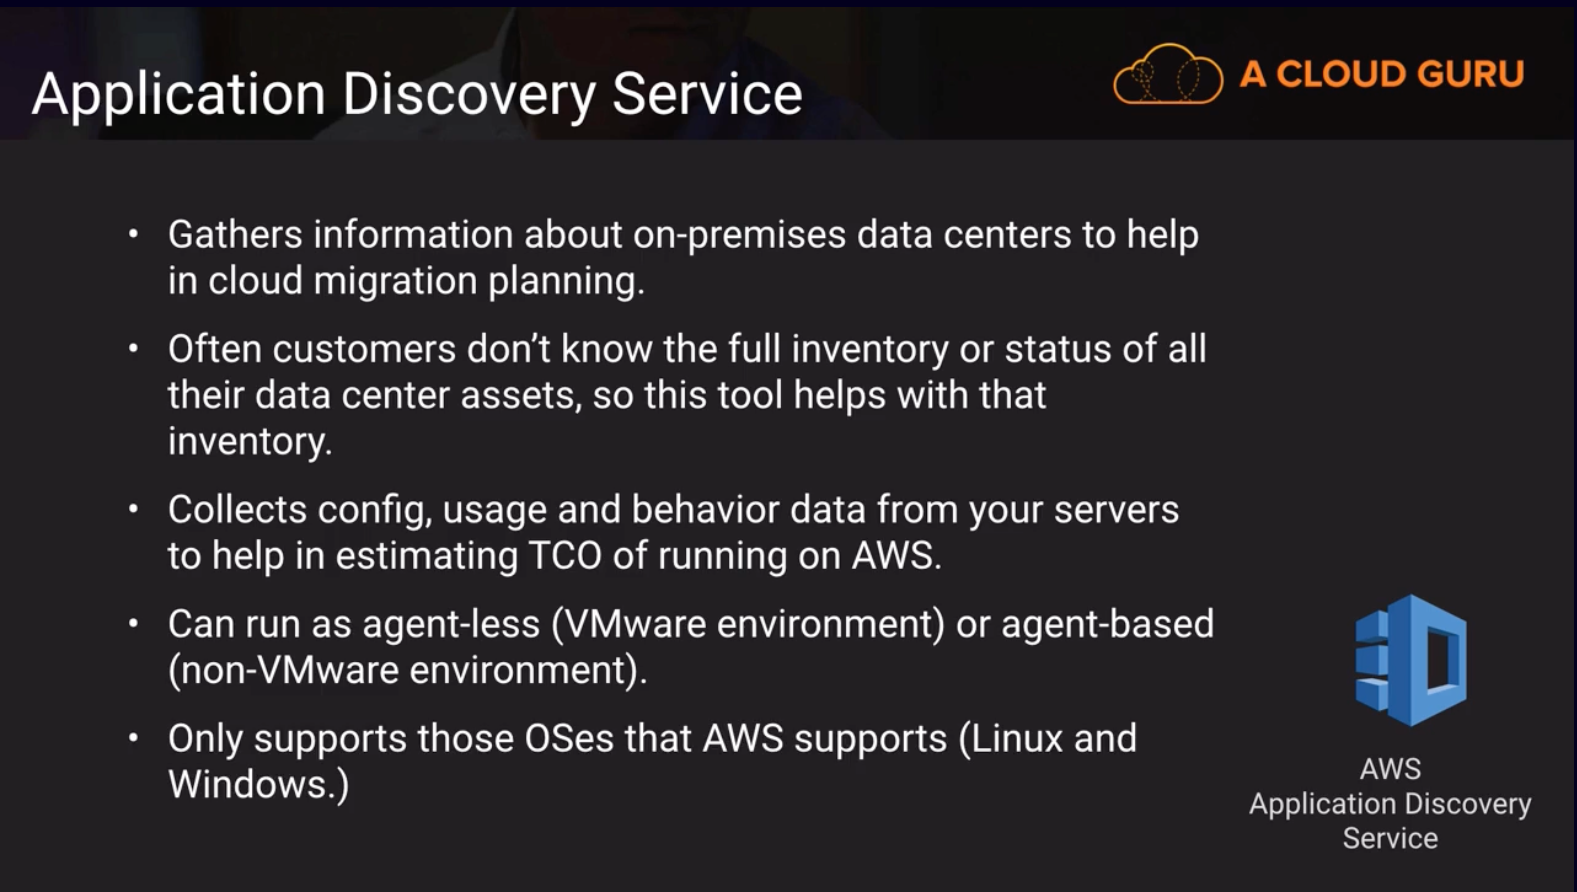 Application Discovery Service
A CLOUD GURU
• Gathers information about on-premises data centers to help
in cloud migration planning.
• Often customers don’t know the full inventory or status of all
their data center assets, so this tool helps with that
inventory.
• Collects config, usage and behavior data from your servers
to help in estimating TCO of running on AWS.
• Can run as agent-less (VMware environment) or agent-based
(non-VMware environment).
• Only supports those OSes that AWS supports (Linux and
Windows.)
AWS
Application Discovery
Service